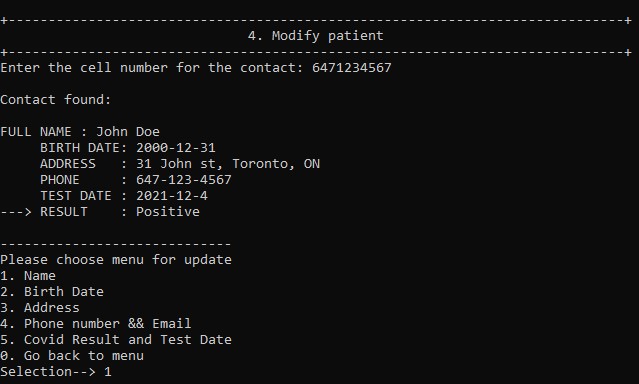 +-----------------------------------------------------------------------------+
4. Modify patient
+-----------------------------------------------------------------------------+
Enter the cell number for the contact: 6471234567
Contact found:
FULL NAME : John Doe
     BIRTH DATE: 2000-12-31
     ADDRESS   : 31 John st, Toronto, ON
     PHONE     : 647-123-4567
     TEST DATE : 2021-12-4
---> RESULT    : Positive
-----------------------------
Please choose menu for update
1. Name
2. Birth Date
3. Address
4. Phone number && Email
5. Covid Result and Test Date
0. Go back to menu
Selection--> 1